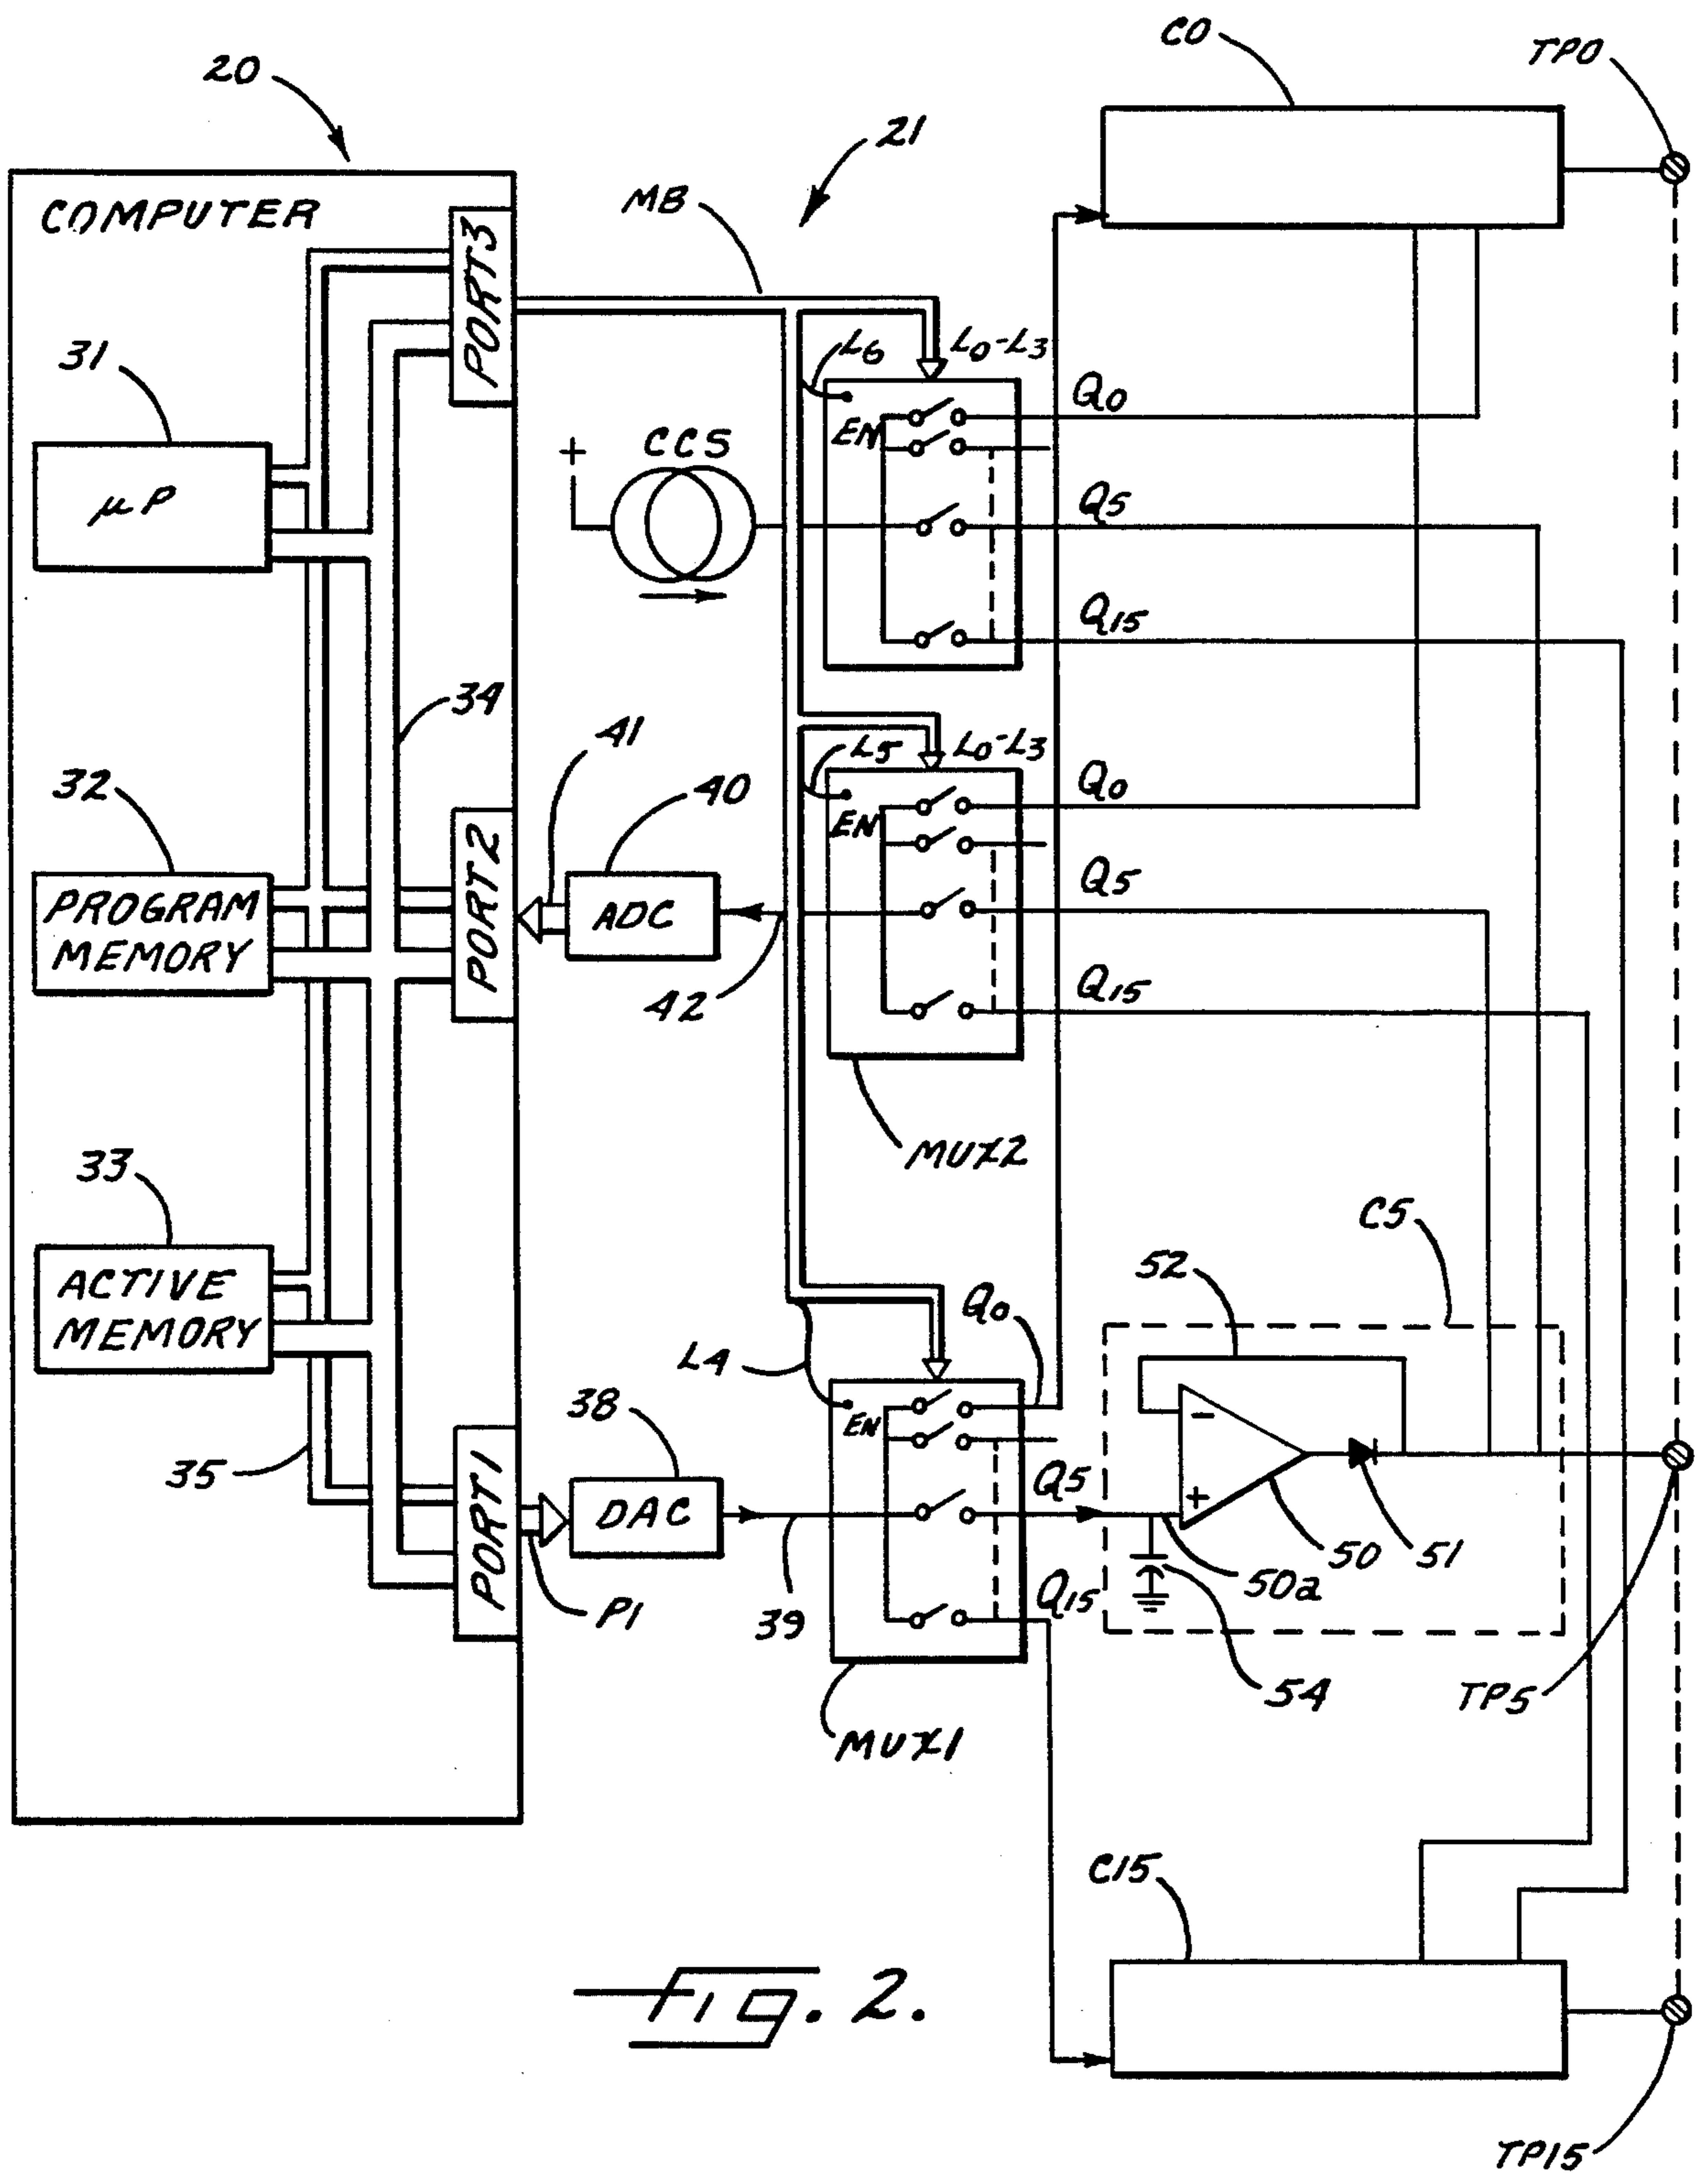 CO
TPO
20
21
COMPUTER
MB
PORT3
31
L6
L0-L3
Q0
EN
+
CCS
μP
Q5
Q15
34
41
L5
L0-L3
32
40
Q0
EN
PROGRAM
MEMORY
PORT2
ADC
Q5
42
Q15
MUX2
33
C5
52
ACTIVE
MEMORY
Q0
L4
38
EN
−
35
PORT1
DAC
Q5
+
50
51
50a
P1
39
Q15
54
TP5
MUX1
C15
Fig. 2.
TP15